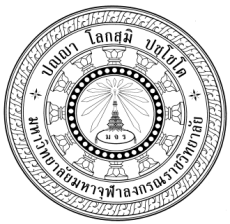 ปญฺญา โลกสฺมิ ปชฺโชโต
มจร
มหาวิทยาลัยมหาจุฬาลงกรณราชวิทยาลัย